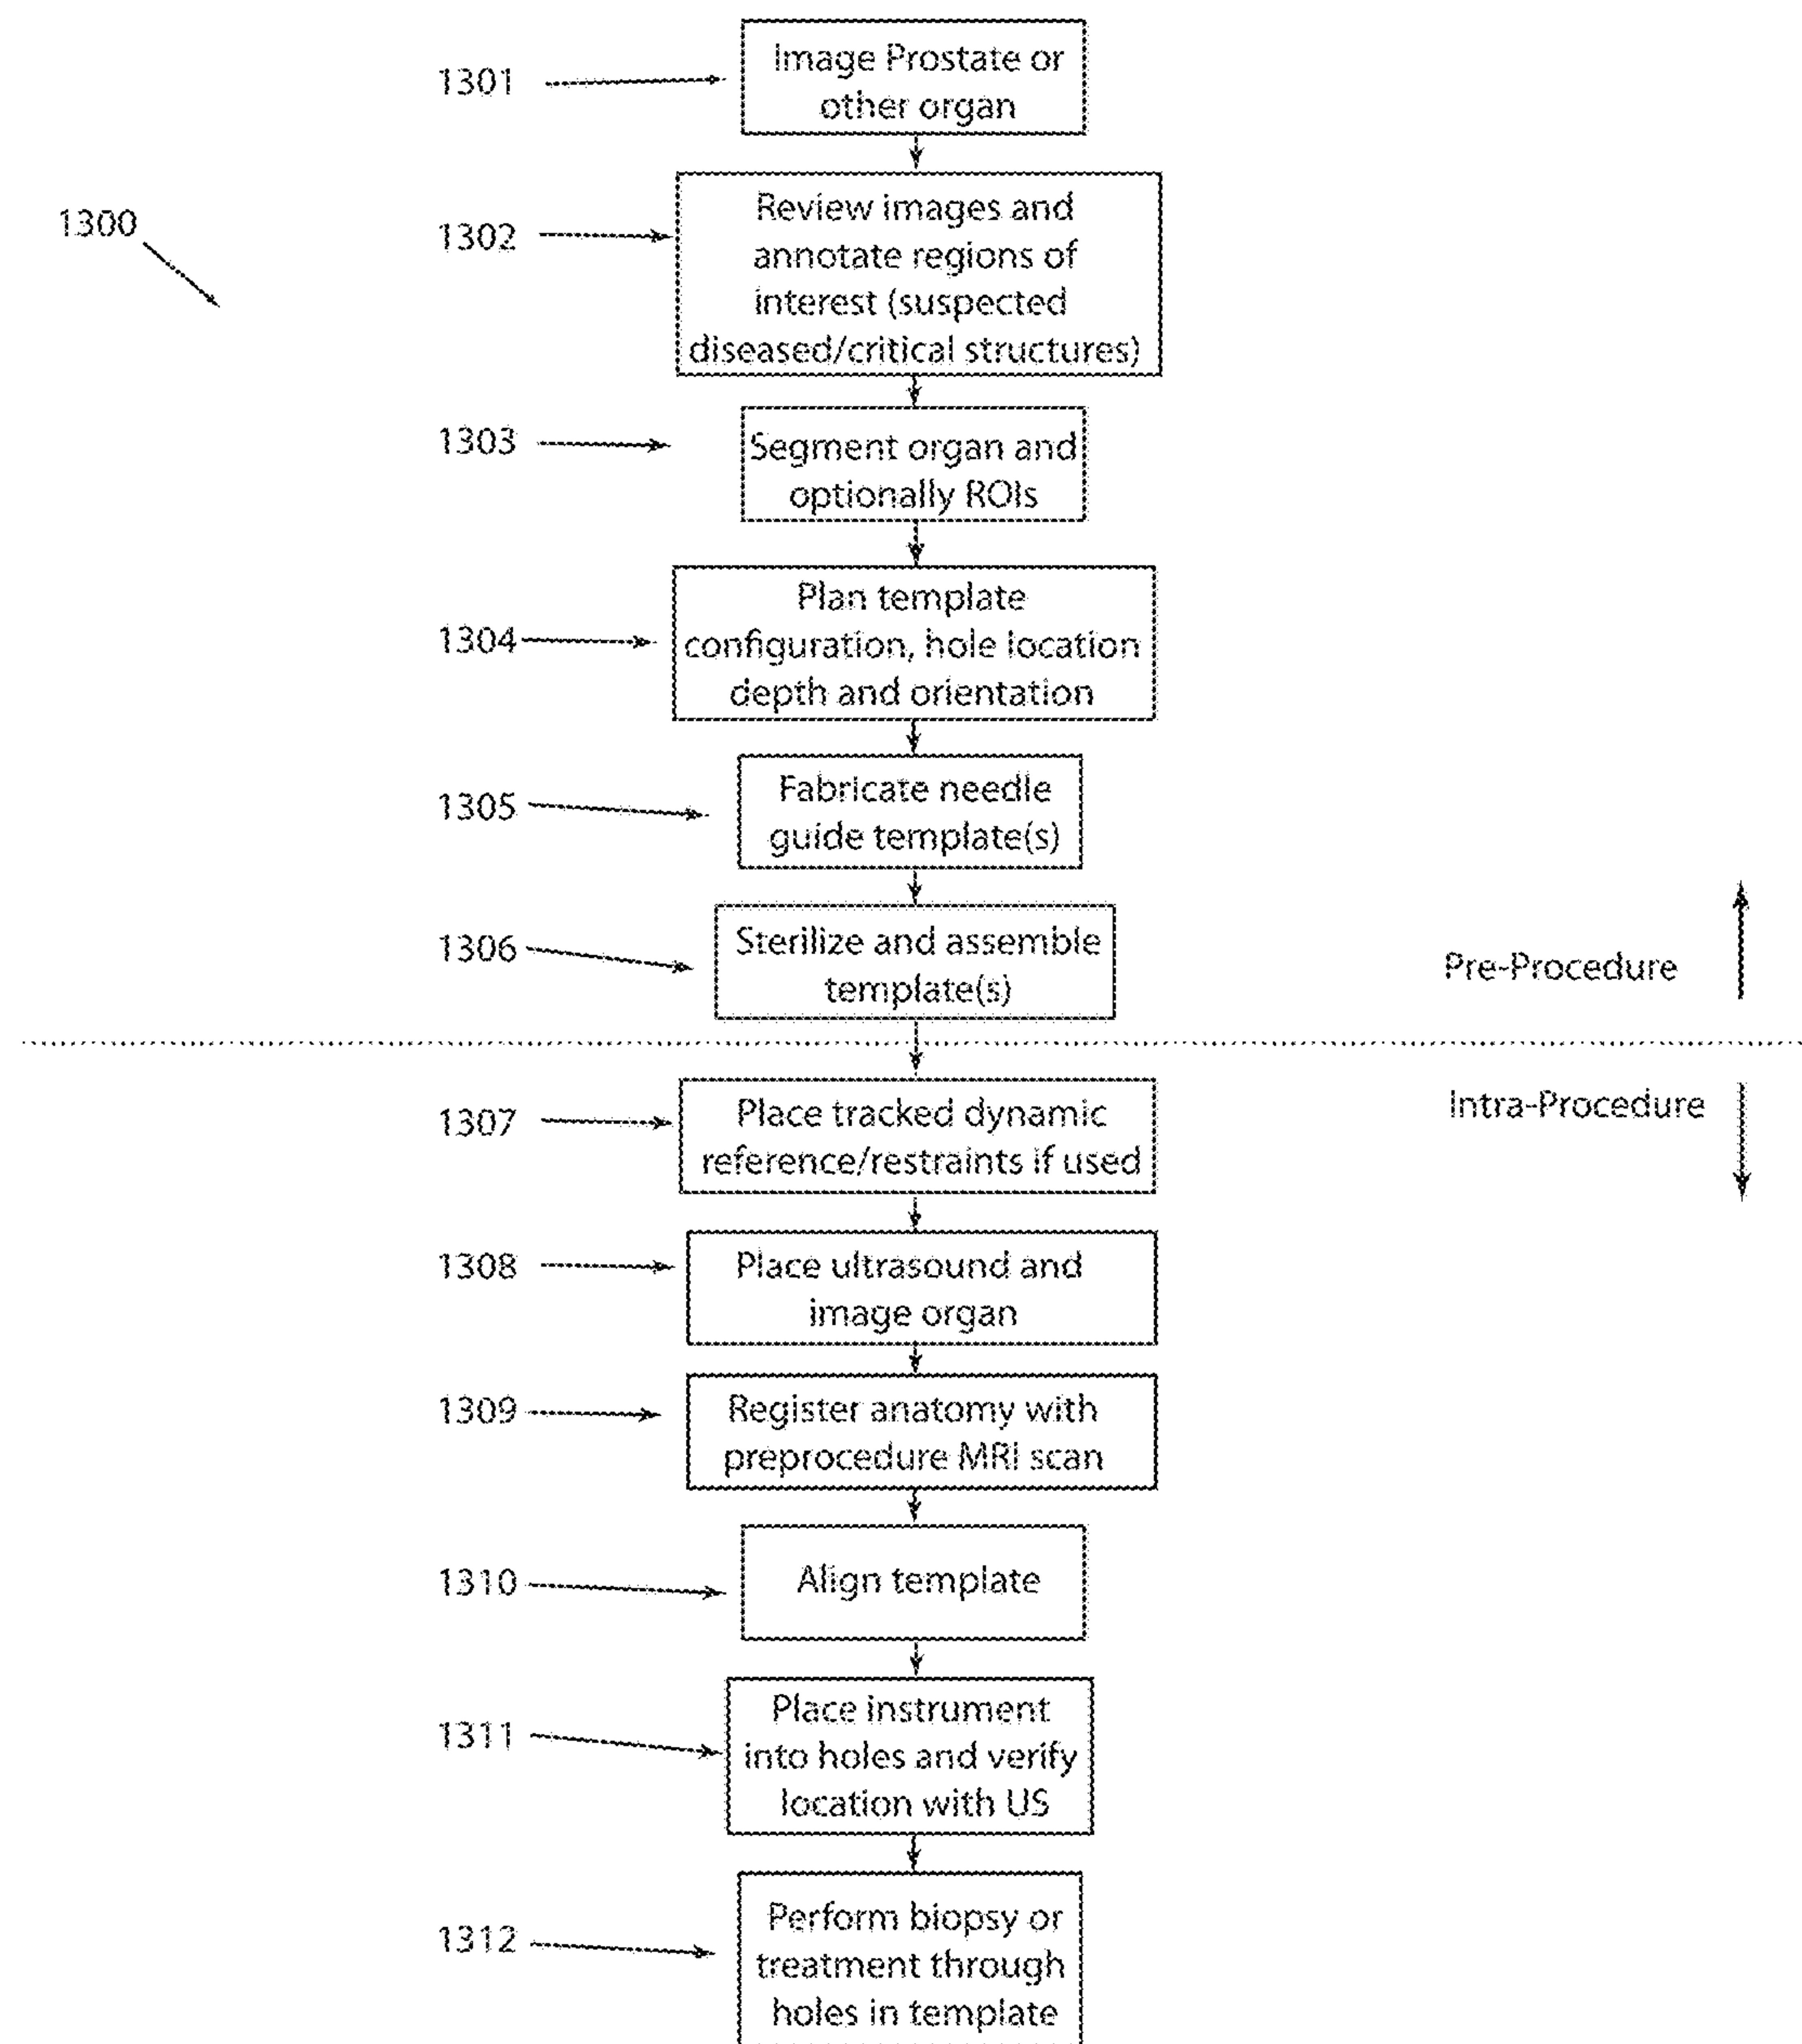 1301
Image Prostate or
other organ
1300
1302
Review images and
annotate regions of
interest (suspected
diseased/critical structures)
1303
Segment organ and
optionally ROIs
1304
Plan template
configuration, hole location
depth and orientation
1305
Fabricate needle
guide template(s)
1306
Sterilize and assemble
template(s)
Pre-Procedure
Intra-Procedure
1307
Place tracked dynamic
reference/restraints if used
1308
Place ultrasound and
image organ
1309
Register anatomy with
preprocedure MRI scan
1310
Align template
1311
Place instrument
into holes and verify
location with US
1312
Perform biopsy or
treatment through
holes in template